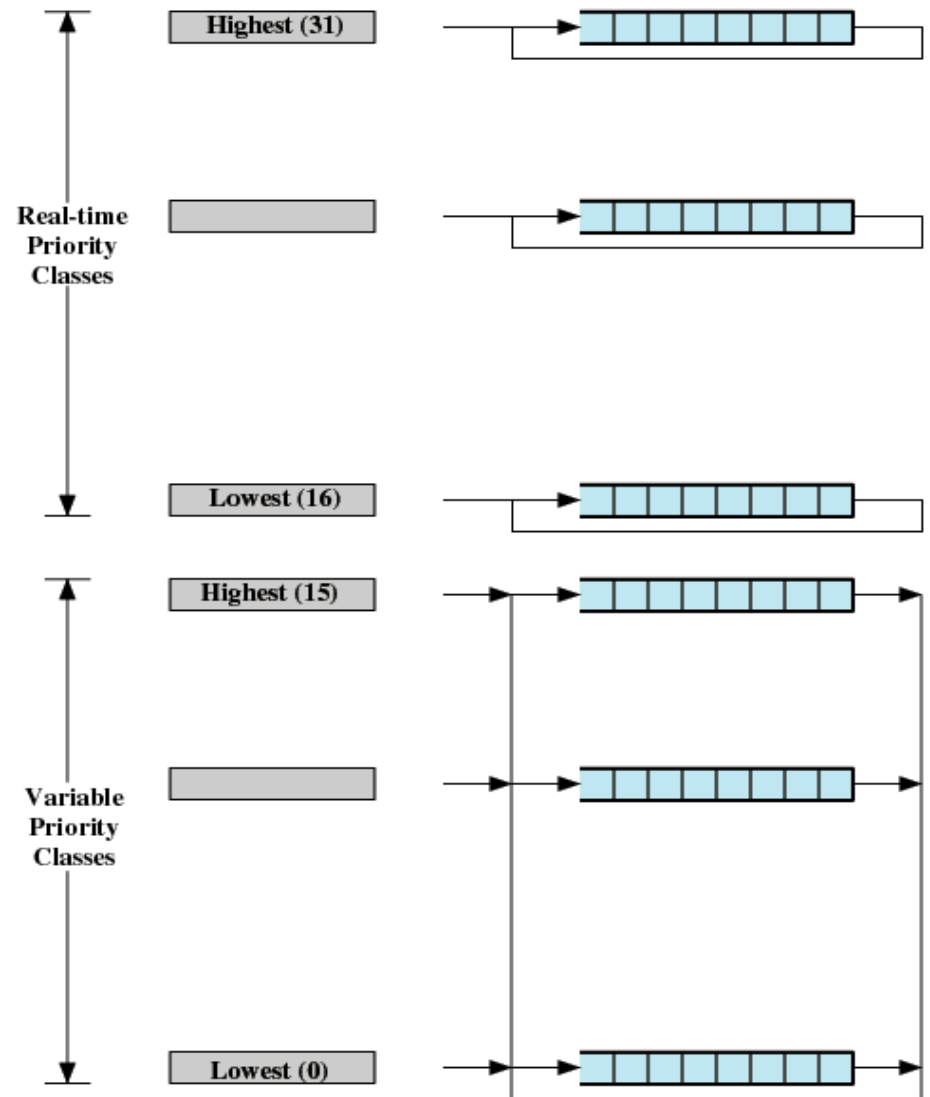 Highest (31)
Real-time
Priority
Classes
Lowest (16)
Highest (15)
Variable
Priority
Classes
Lowest (0)